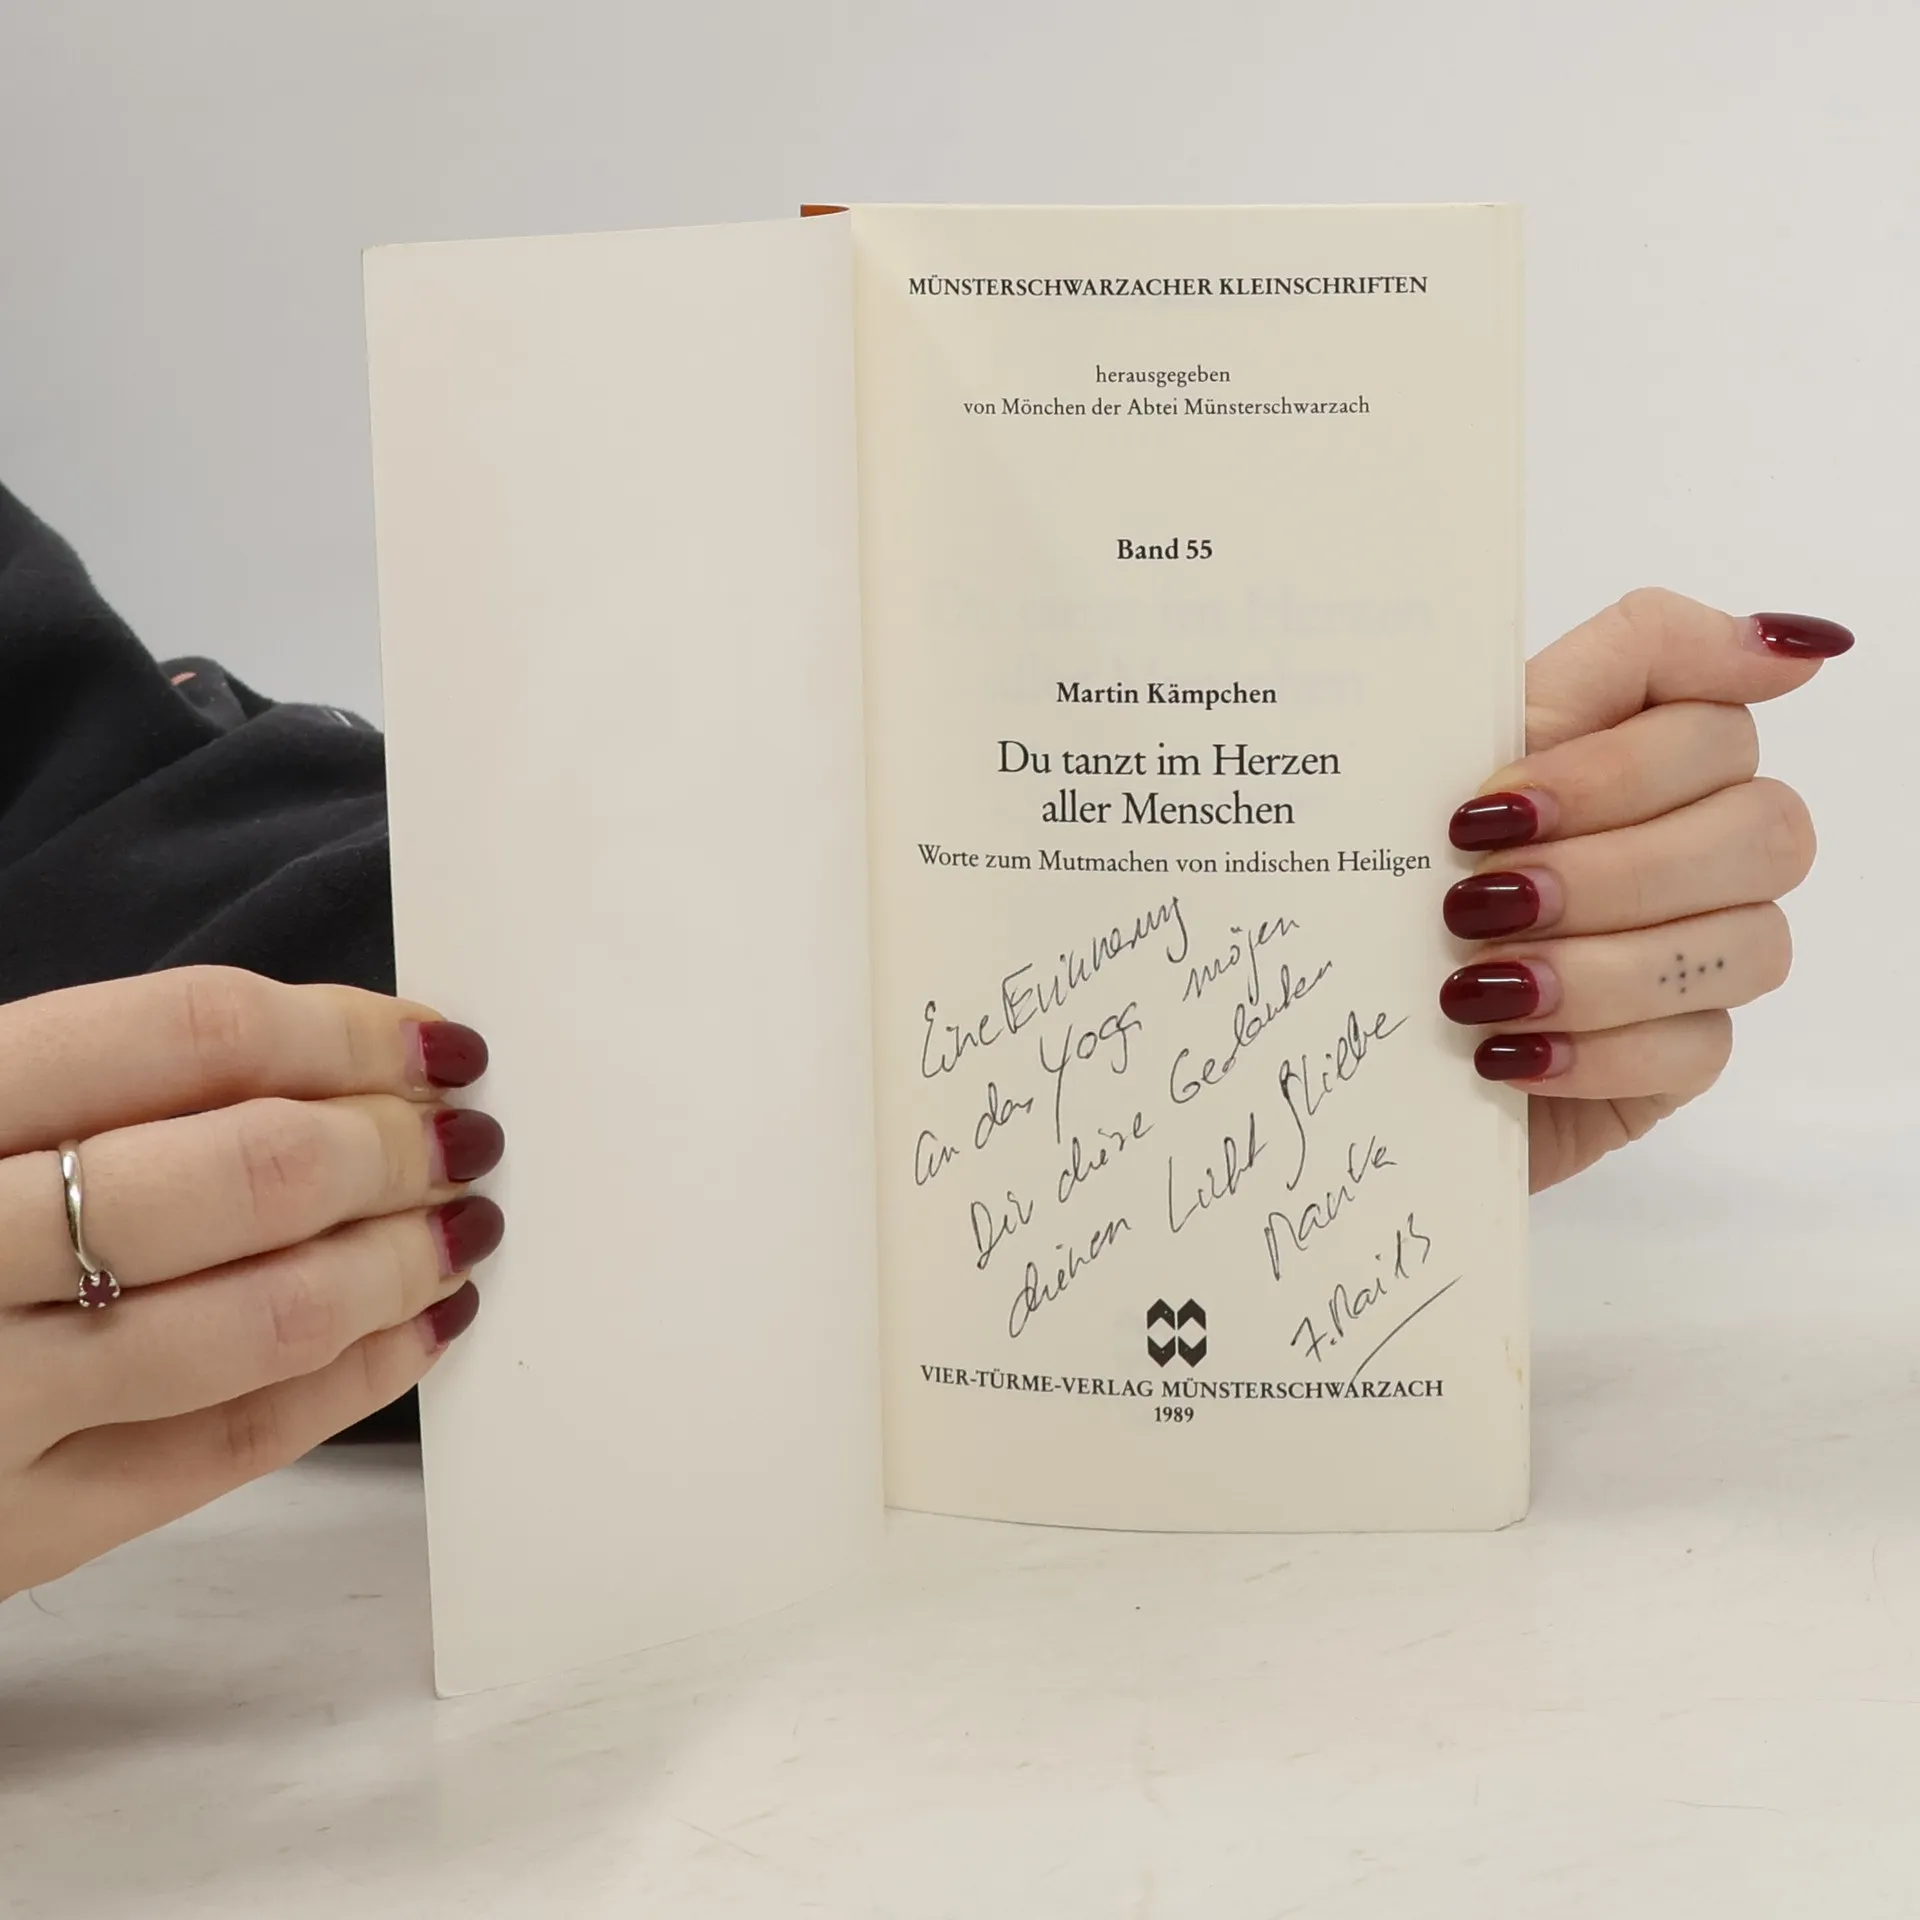 MÜNSTERSCHWARZACHER KLEINSCHRIFTEN
herausgegeben
von Mönchen der Abtei Münsterschwarzach
Band 55
Martin Kämpchen
Du tanzt im Herzen
aller Menschen
Worte zum Mutmachen von indischen Heiligen
Eine Erinnerung
an das Yoga mögen
Dir diese Gedanken
dienen Licht & Liebe
7. Mai 13
VIER-TÜRME-VERLAG MÜNSTERSCHWARZACH
1989